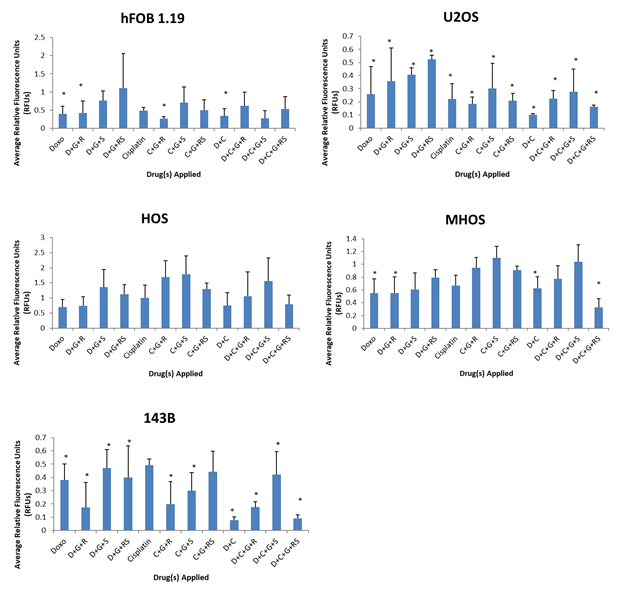 hFOB 1.19
Average Relative Fluorescence Units
(RFUs)
2.5
2
1.5
1
0.5
0
* * * *
Doxo D+G+R D+G+S D+G+RS Cisplatin C+G+R C+G+S C+G+RS D+C D+C+G+R D+C+G+S D+C+G+RS
Drug(s) Applied
U2OS
Average Relative Fluorescence Units
(RFUs)
0.7
0.6
0.5
0.4
0.3
0.2
0.1
0
* * * * * * * * * * * *
Doxo D+G+R D+G+S D+G+RS Cisplatin C+G+R C+G+S C+G+RS D+C D+C+G+R D+C+G+S D+C+G+RS
Drug(s) Applied
HOS
Average Relative Fluorescence Units
(RFUs)
3
2.5
2
1.5
1
0.5
0
Doxo D+G+R D+G+S D+G+RS Cisplatin C+G+R C+G+S C+G+RS D+C D+C+G+R D+C+G+S D+C+G+RS
Drug(s) Applied
MHOS
Average Relative Fluorescence Units
(RFUs)
1.4
1.2
1
0.8
0.6
0.4
0.2
0
* * * *
Doxo D+G+R D+G+S D+G+RS Cisplatin C+G+R C+G+S C+G+RS D+C D+C+G+R D+C+G+S D+C+G+RS
Drug(s) Applied
143B
Average Relative Fluorescence Units
(RFUs)
0.7
0.6
0.5
0.4
0.3
0.2
0.1
0
* * * * * * * * * *
Doxo D+G+R D+G+S D+G+RS Cisplatin C+G+R C+G+S C+G+RS D+C D+C+G+R D+C+G+S D+C+G+RS
Drug(s) Applied